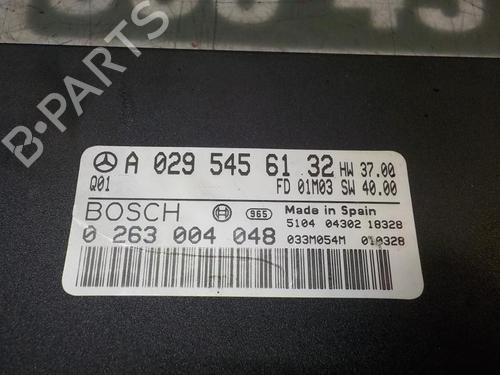 A 029 545 61 32 HW 37.00
Q01 FD 01M03 SW 40.00
BOSCH 965 Made in Spain
5104 04302 18328
0 263 004 048 033M054M 010328
B-Parts